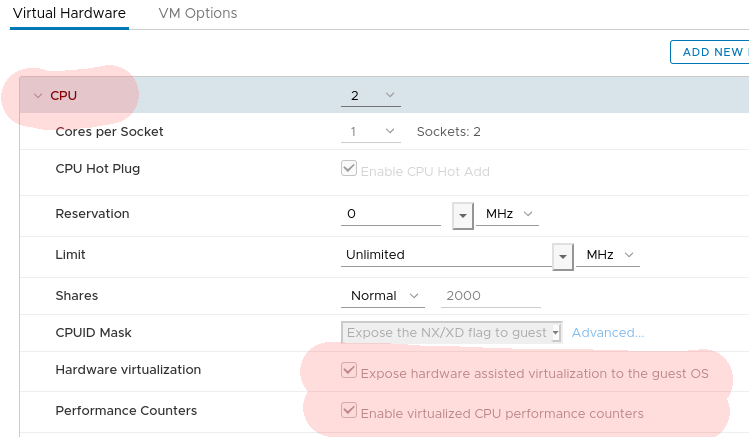 Virtual Hardware VM Options
ADD NEW
CPU 2
Cores per Socket 1 Sockets: 2
CPU Hot Plug Enable CPU Hot Add
Reservation 0 MHz
Limit Unlimited MHz
Shares Normal 2000
CPUID Mask Expose the NX/XD flag to guest Advanced...
Hardware virtualization Expose hardware assisted virtualization to the guest OS
Performance Counters Enable virtualized CPU performance counters